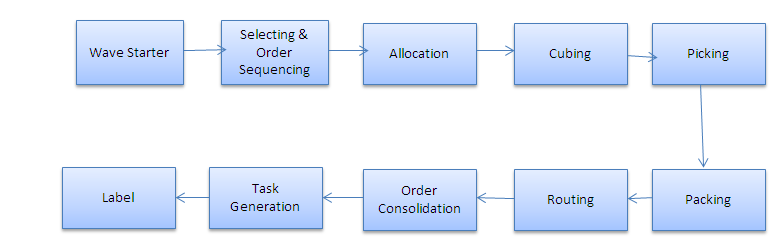 Wave Starter
Selecting &
Order
Sequencing
Allocation
Cubing
Picking
Label
Task
Generation
Order
Consolidation
Routing
Packing